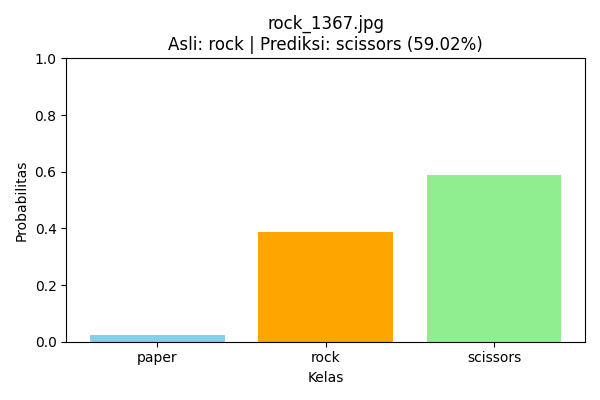 rock_1367.jpg
Asli: rock | Prediksi: scissors (59.02%)
1.0
0.8
0.6
0.4
0.2
0.0
Probabilitas
paper rock scissors
Kelas